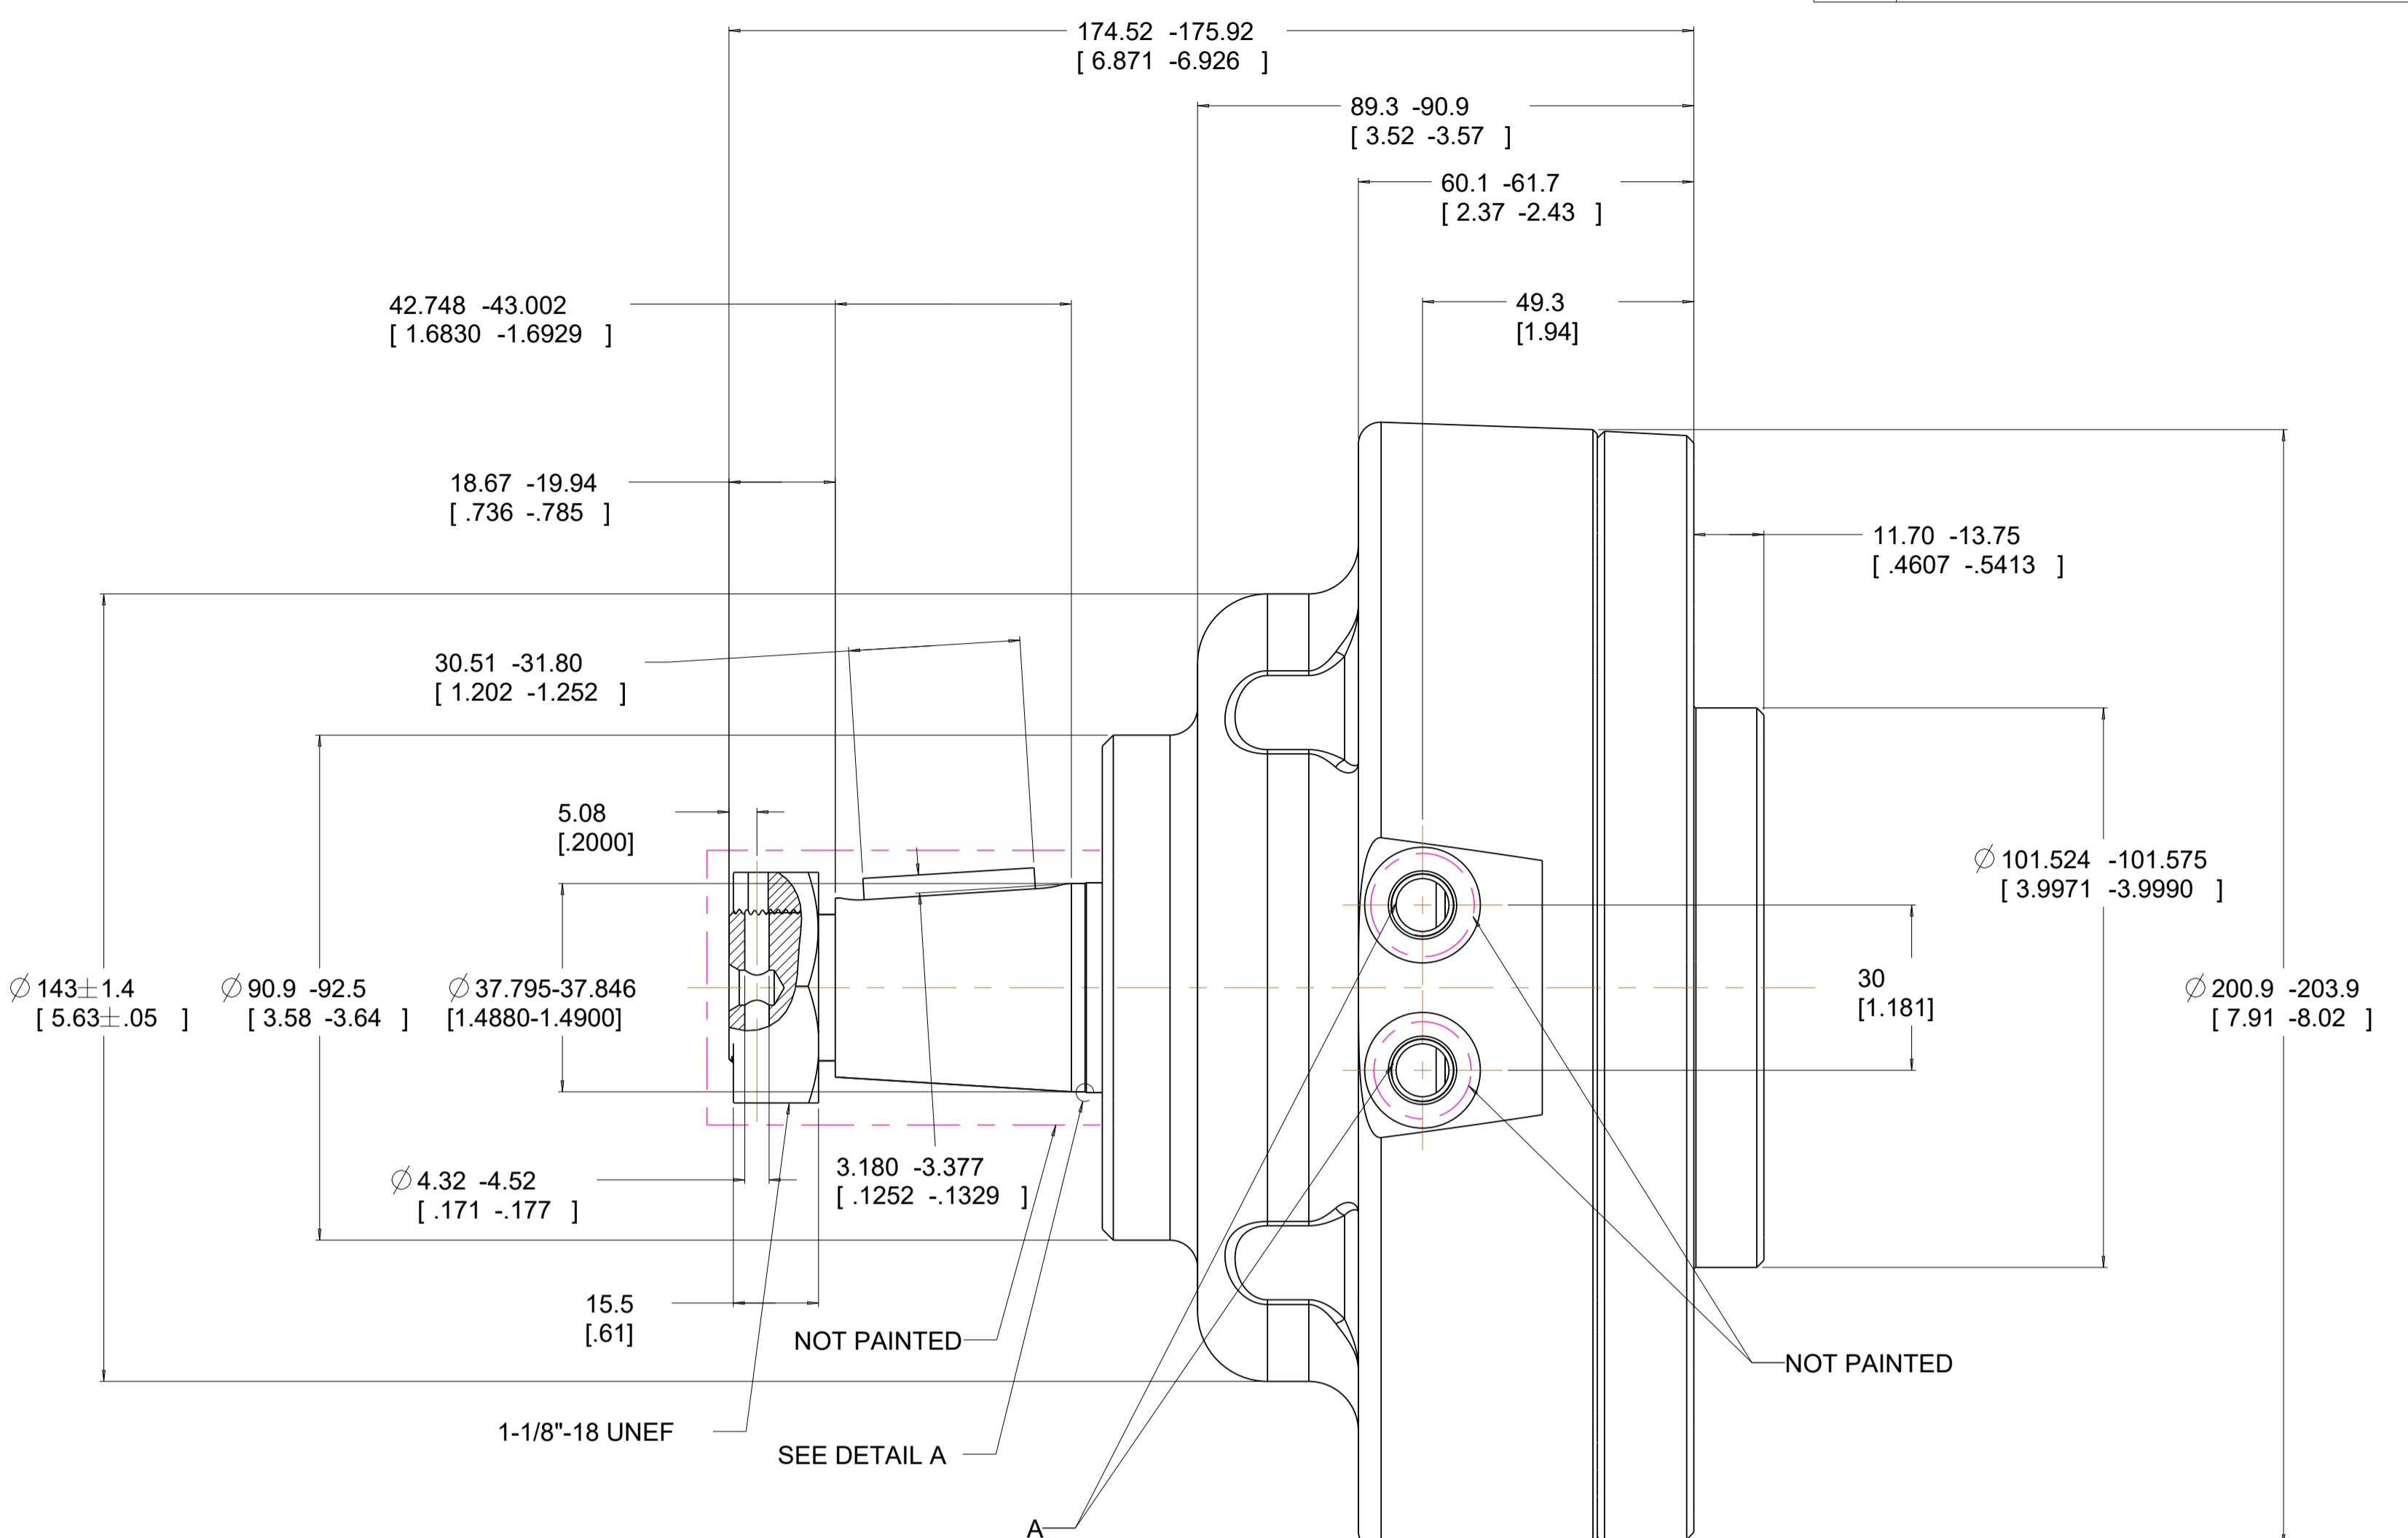 174.52 -175.92
[ 6.871 -6.926 ]
89.3 -90.9
[ 3.52 -3.57 ]
60.1 -61.7
[ 2.37 -2.43 ]
42.748 -43.002
[ 1.6830 -1.6929 ]
49.3
[1.94]
18.67 -19.94
[ .736 -.785 ]
11.70 -13.75
[ .4607 -.5413 ]
30.51 -31.80
[ 1.202 -1.252 ]
5.08
[.2000]
∅ 101.524 -101.575
[ 3.9971 -3.9990 ]
∅ 143±1.4
[ 5.63±.05 ]
∅ 90.9 -92.5
[ 3.58 -3.64 ]
∅ 37.795-37.846
[1.4880-1.4900]
30
[1.181]
∅ 200.9 -203.9
[ 7.91 -8.02 ]
∅ 4.32 -4.52
[ .171 -.177 ]
3.180 -3.377
[ .1252 -.1329 ]
15.5
[.61]
NOT PAINTED
NOT PAINTED
1-1/8"-18 UNEF
SEE DETAIL A
A